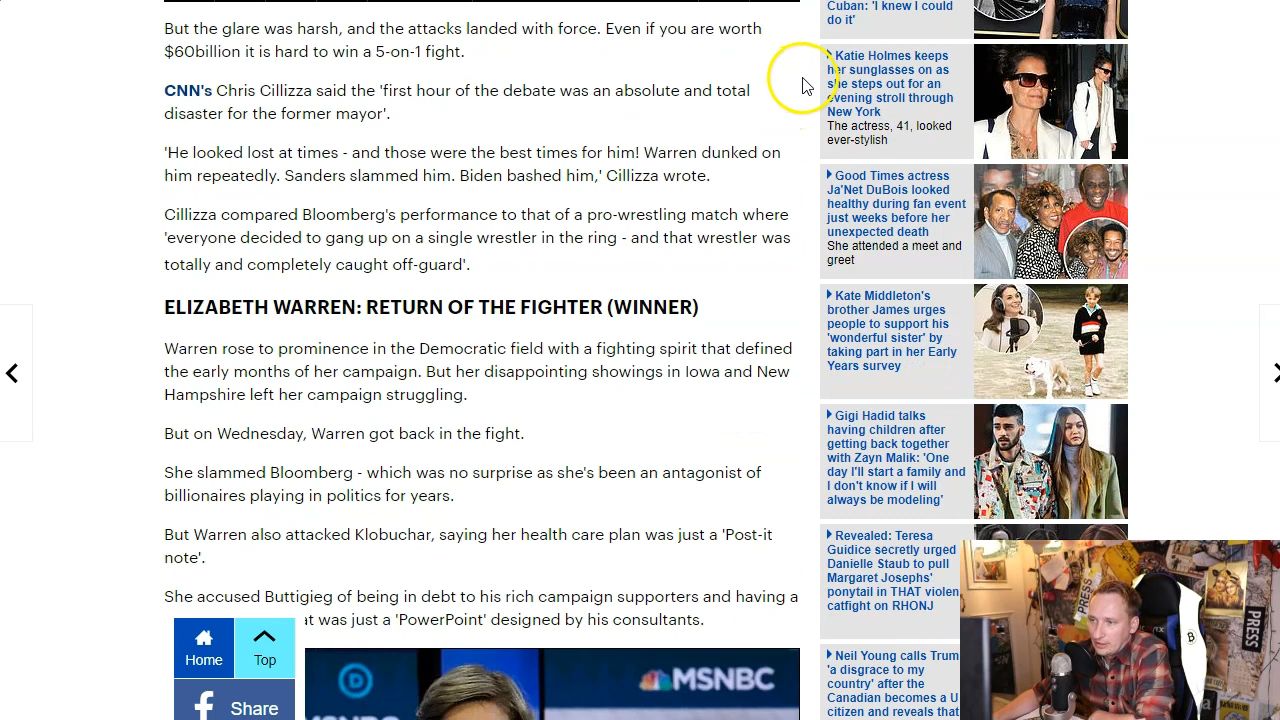 But the glare was harsh, and the attacks landed with force. Even if you are worth
$60billion it is hard to win a 5-on-1 fight.
CNN's Chris Cillizza said the 'first hour of the debate was an absolute and total
disaster for the former mayor'.
'He looked lost at times - and those were the best times for him! Warren dunked on
him repeatedly. Sanders slammed him. Biden bashed him,' Cillizza wrote.
Cillizza compared Bloomberg's performance to that of a pro-wrestling match where
'everyone decided to gang up on a single wrestler in the ring - and that wrestler was
totally and completely caught off-guard'.
ELIZABETH WARREN: RETURN OF THE FIGHTER (WINNER)
Warren rose to prominence in the Democratic field with a fighting spirit that defined
the early months of her campaign. But her disappointing showings in Iowa and New
Hampshire left her campaign struggling.
But on Wednesday, Warren got back in the fight.
She slammed Bloomberg - which was no surprise as she's been an antagonist of
billionaires playing in politics for years.
But Warren also attacked Klobuchar, saying her health care plan was just a 'Post-it
note'.
She accused Buttigieg of being in debt to his rich campaign supporters and having a
at was just a 'PowerPoint' designed by his consultants.
Home
Top
Share
MSNBC
Cuban: 'I knew I could
do it'
Katie Holmes keeps
her sunglasses on as
she steps out for an
evening stroll through
New York
The actress, 41, looked
ever-stylish
Good Times actress
Ja'Net DuBois looked
healthy during fan event
just weeks before her
unexpected death
She attended a meet and
greet
Kate Middleton's
brother James urges
people to support his
'wonderful sister' by
taking part in her Early
Years survey
Gigi Hadid talks
having children after
getting back together
with Zayn Malik: 'One
day I'll start a family and
I don't know if I will
always be modeling'
Revealed: Teresa
Guidice secretly urged
Danielle Staub to pull
Margaret Josephs'
ponytail in THAT violen
catfight on RHONJ
Neil Young calls Trum
'a disgrace to my
country' after the
Canadian becomes a U
citizen and reveals that
PRESS
PRESS